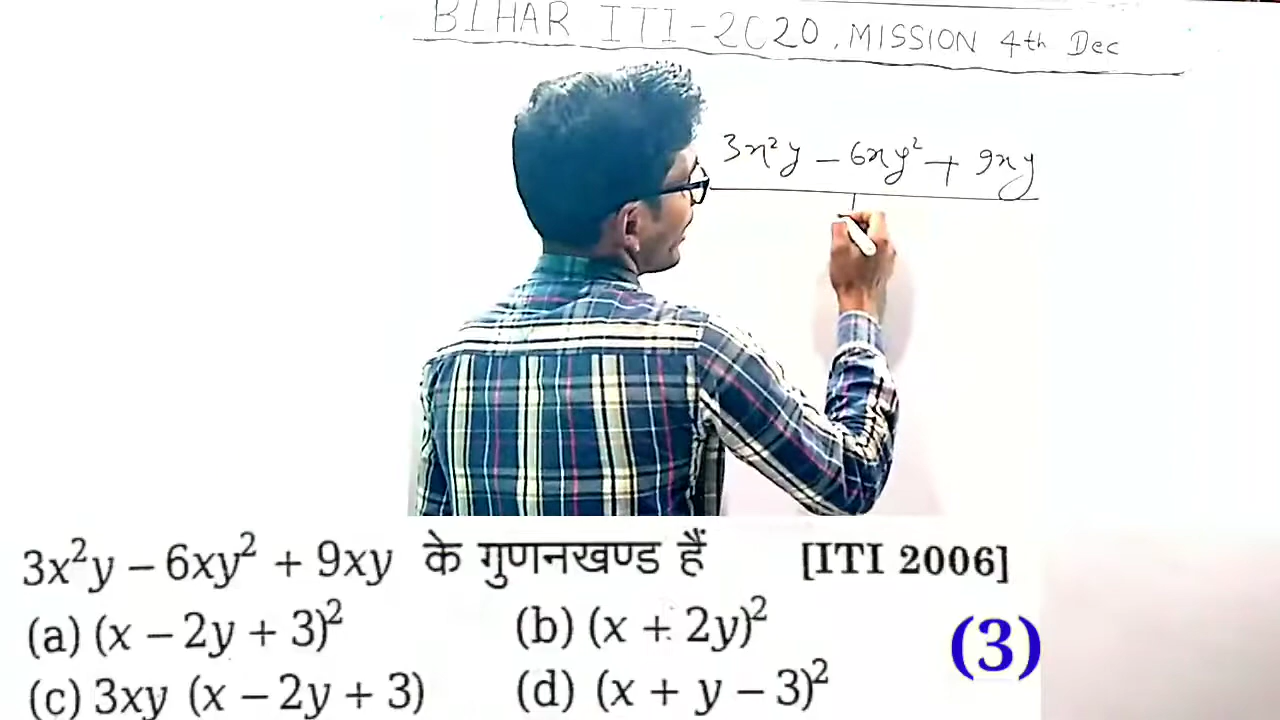 BIHAR ITI-2020, MISSION 4th Dec
3x²y - 6xy² + 9xy
3x²y – 6xy² + 9xy के गुणनखण्ड हैं [ITI 2006]
(a) (x – 2y + 3)² (b) (x + 2y)²
(3)
(c) 3xy (x – 2y + 3) (d) (x + y – 3)²